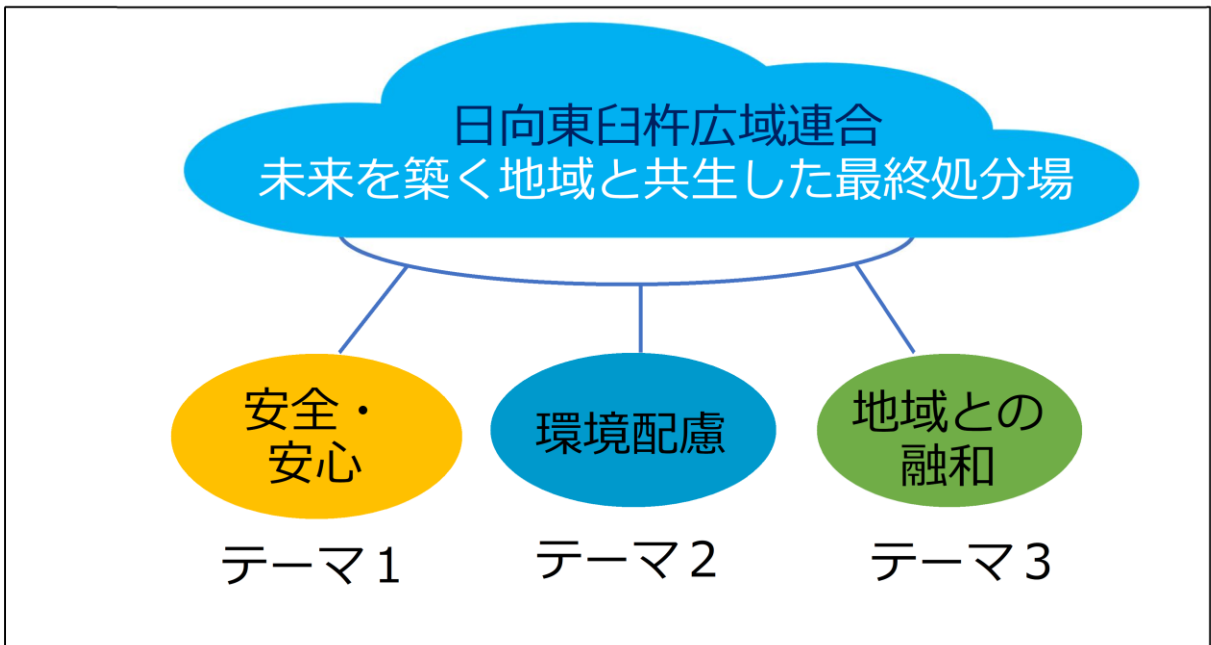 日向東臼杵広域連合
未来を築く地域と共生した最終処分場
安全・
安心
環境配慮
地域との
融和
テーマ１
テーマ２
テーマ３